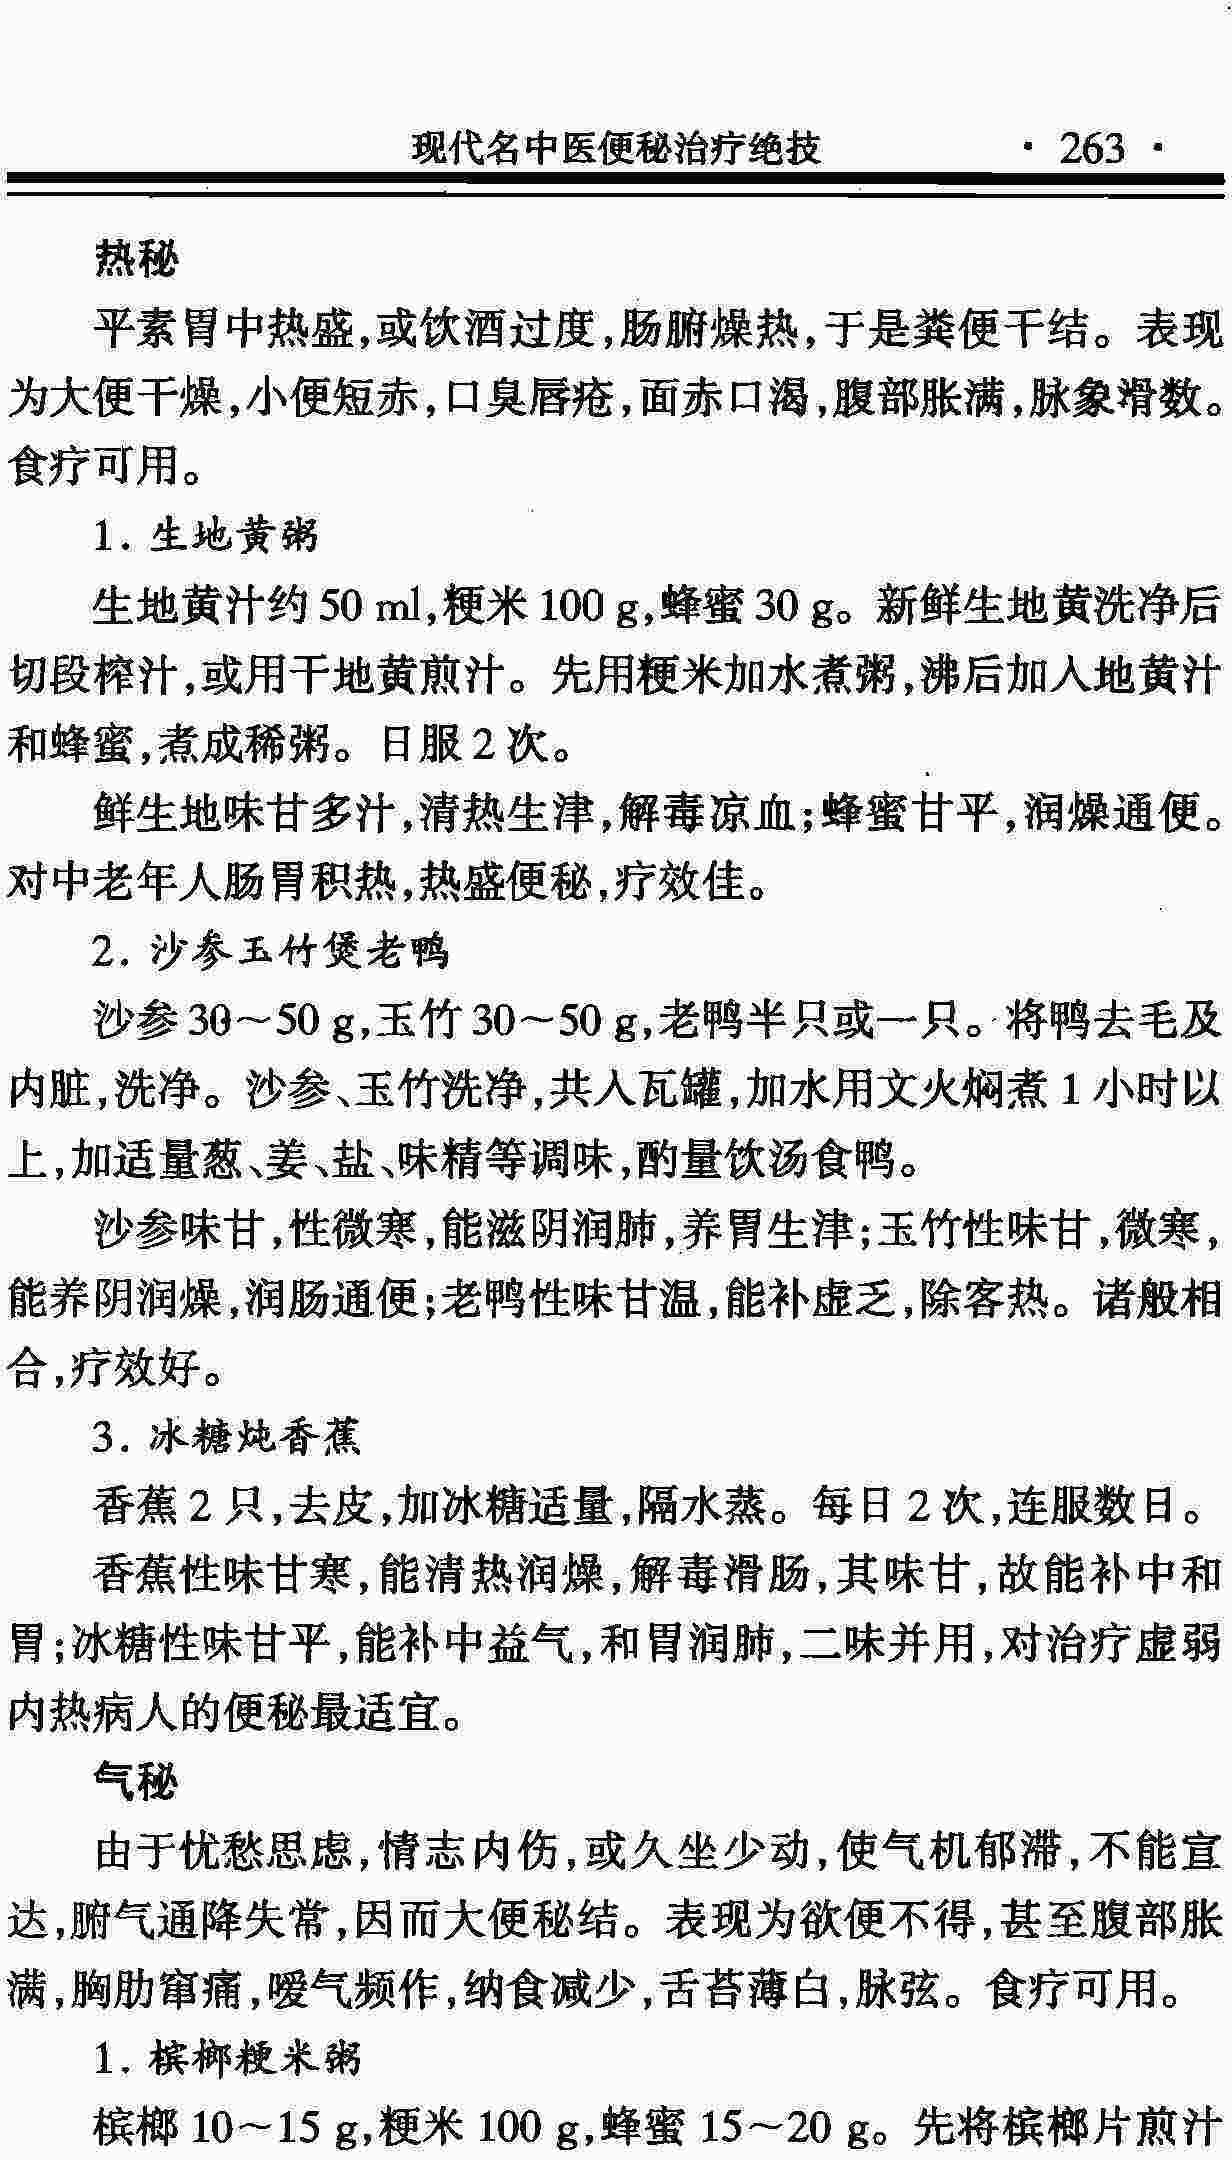 现代名中医便秘治疗绝技 · 263 ·
热秘
平素胃中热盛,或饮酒过度,肠腑燥热,于是粪便干结。表现
为大便干燥,小便短赤,口臭唇疮,面赤口渴,腹部胀满,脉象滑数。
食疗可用。
1. 生地黄粥
生地黄汁约 50 ml,粳米 100 g,蜂蜜 30 g。新鲜生地黄洗净后
切段榨汁,或用干地黄煎汁。先用粳米加水煮粥,沸后加入地黄汁
和蜂蜜,煮成稀粥。日服 2 次。
鲜生地味甘多汁,清热生津,解毒凉血;蜂蜜甘平,润燥通便。
对中老年人肠胃积热,热盛便秘,疗效佳。
2. 沙参玉竹煲老鸭
沙参 30～50 g,玉竹 30～50 g,老鸭半只或一只。将鸭去毛及
内脏,洗净。沙参、玉竹洗净,共入瓦罐,加水用文火焖煮 1 小时以
上,加适量葱、姜、盐、味精等调味,酌量饮汤食鸭。
沙参味甘,性微寒,能滋阴润肺,养胃生津;玉竹性味甘,微寒,
能养阴润燥,润肠通便;老鸭性味甘温,能补虚乏,除客热。诸般相
合,疗效好。
3. 冰糖炖香蕉
香蕉 2 只,去皮,加冰糖适量,隔水蒸。每日 2 次,连服数日。
香蕉性味甘寒,能清热润燥,解毒滑肠,其味甘,故能补中和
胃;冰糖性味甘平,能补中益气,和胃润肺,二味并用,对治疗虚弱
内热病人的便秘最适宜。
气秘
由于忧愁思虑,情志内伤,或久坐少动,使气机郁滞,不能宣
达,腑气通降失常,因而大便秘结。表现为欲便不得,甚至腹部胀
满,胸肋窜痛,嗳气频作,纳食减少,舌苔薄白,脉弦。食疗可用。
1. 槟榔粳米粥
槟榔 10～15 g,粳米 100 g,蜂蜜 15～20 g。先将槟榔片煎汁